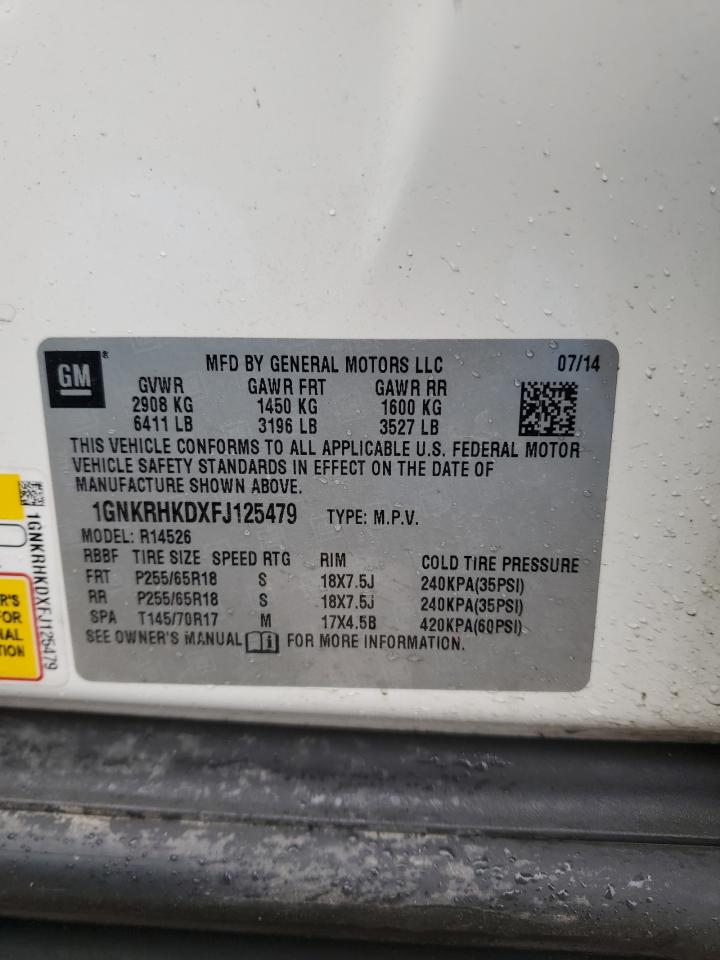 GM
®
MFD BY GENERAL MOTORS LLC 07/14
GVWR GAWR FRT GAWR RR
2908 KG 1450 KG 1600 KG
6411 LB 3196 LB 3527 LB
THIS VEHICLE CONFORMS TO ALL APPLICABLE U.S. FEDERAL MOTOR
VEHICLE SAFETY STANDARDS IN EFFECT ON THE DATE OF
MANUFACTURE SHOWN ABOVE.
1GNKRHKDXFJ125479 TYPE: M.P.V.
MODEL: R14526
RBBF TIRE SIZE SPEED RTG RIM COLD TIRE PRESSURE
FRT P255/65R18 S 18X7.5J 240KPA(35PSI)
RR P255/65R18 S 18X7.5J 240KPA(35PSI)
SPA T145/70R17 M 17X4.5B 420KPA(60PSI)
SEE OWNER'S MANUAL i FOR MORE INFORMATION.
1GNKRHKDXFJ125479
R'S
FOR
NAL
TION